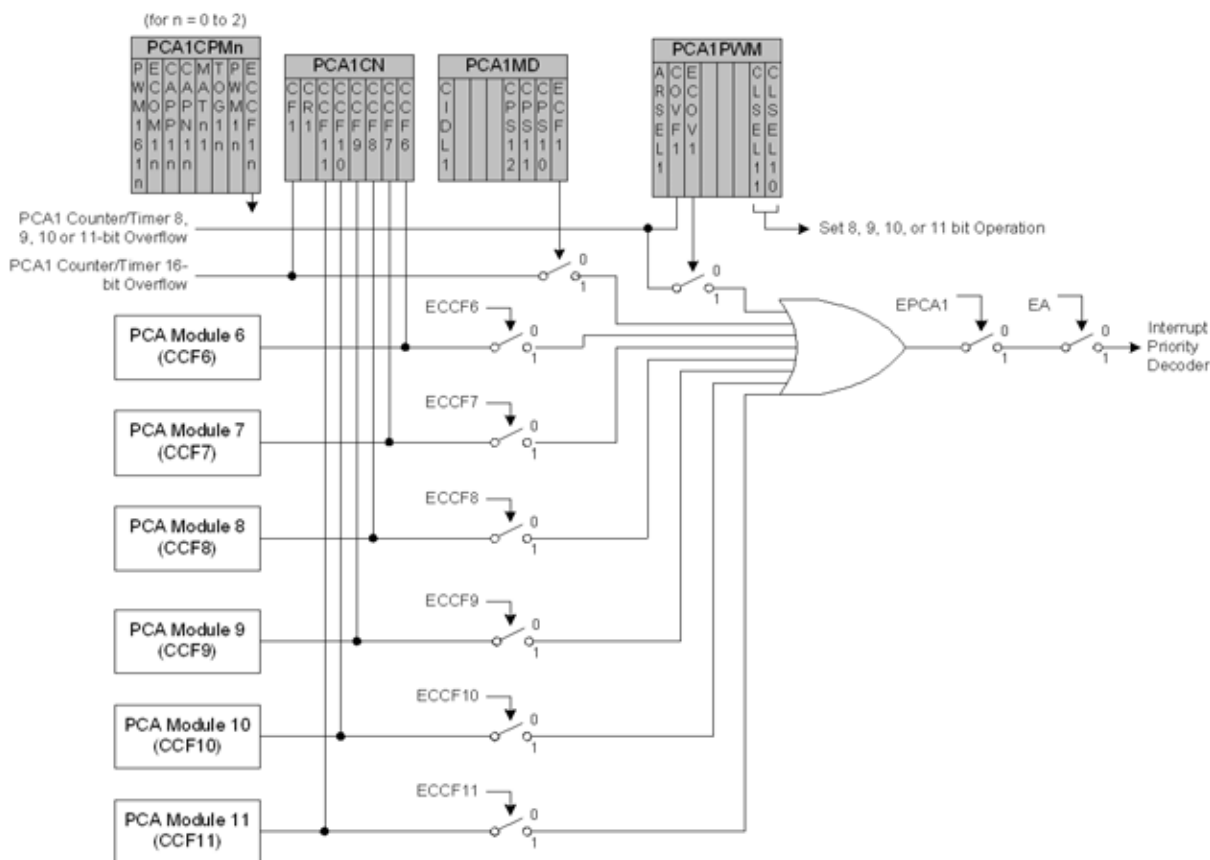 (for n = 0 to 2)
PCA1CPMn
PWM161n
ECOM1n
CAPP1n
CAPN1n
MATn1
TOG1n
PWM1n
ECCF1n
PCA1CN
CF1
CR1
CCF11
CCF10
CCF9
CCF8
CCF7
CCF6
PCA1MD
CIDL1
CPS12
CPS11
CPS10
ECF1
PCA1PWM
ARSEL1
COVF1
ECOV1
CLSEL11
CLSEL10
PCA1 Counter/Timer 8,
9, 10 or 11-bit Overflow
Set 8, 9, 10, or 11 bit Operation
PCA1 Counter/Timer 16-
bit Overflow
0
1
0
1
PCA Module 6
(CCF6)
ECCF6
0
1
EPCA1
0
1
EA
0
1
Interrupt
Priority
Decoder
PCA Module 7
(CCF7)
ECCF7
0
1
PCA Module 8
(CCF8)
ECCF8
0
1
PCA Module 9
(CCF9)
ECCF9
0
1
PCA Module 10
(CCF10)
ECCF10
0
1
PCA Module 11
(CCF11)
ECCF11
0
1